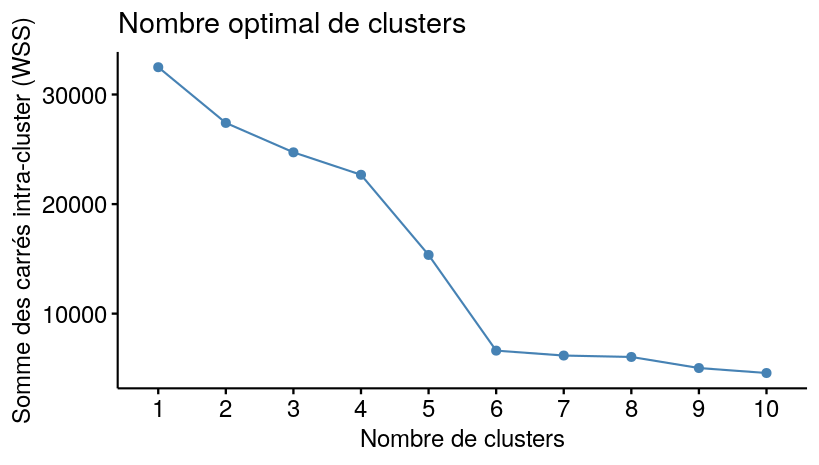 Nombre optimal de clusters
Somme des carrés intra-cluster (WSS)
30000
20000
10000
1 2 3 4 5 6 7 8 9 10
Nombre de clusters